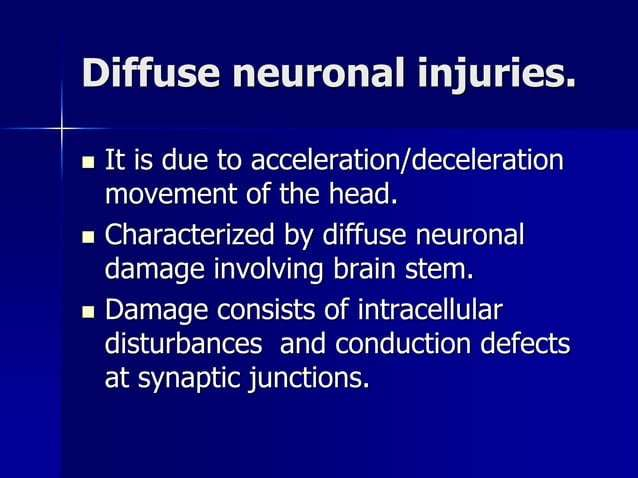 Diffuse neuronal injuries.
It is due to acceleration/deceleration
movement of the head.
Characterized by diffuse neuronal
damage involving brain stem.
Damage consists of intracellular
disturbances  and conduction defects
at synaptic junctions.